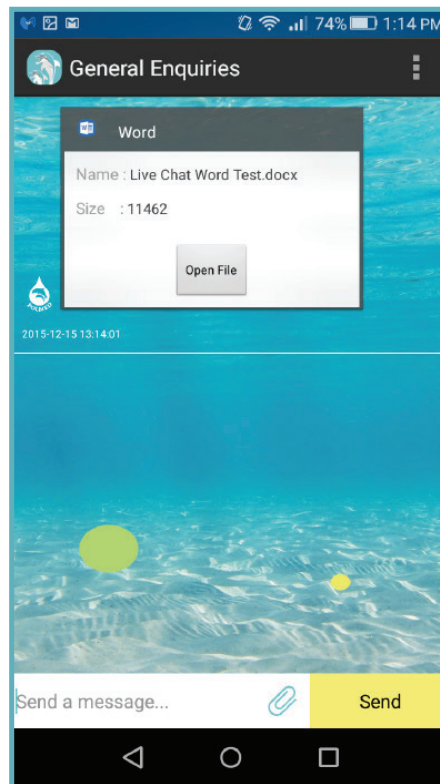 74% 1:14 PM
General Enquiries
Word
Name : Live Chat Word Test.docx
Size : 11462
Open File
2015-12-15 13:14:01
Send a message...
Send